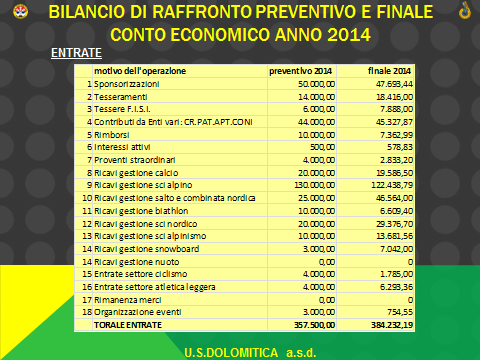 BILANCIO DI RAFFRONTO PREVENTIVO E FINALE
CONTO ECONOMICO ANNO 2014
ENTRATE
motivo dell'operazione preventivo 2014 finale 2014
1 Sponsorizzazioni 50.000,00 47.693,44
2 Tesseramenti 14.000,00 18.416,00
3 Tessere F.I.S.I. 6.000,00 7.888,00
4 Contributi da Enti vari: CR.PAT.APT.CONI 44.000,00 45.327,87
5 Rimborsi 10.000,00 7.362,99
6 Interessi attivi 500,00 578,83
7 Proventi straordinari 4.000,00 2.833,20
8 Ricavi gestione calcio 20.000,00 19.586,50
9 Ricavi gestione sci alpino 130.000,00 122.438,79
10 Ricavi gestione salto e combinata nordica 25.000,00 46.564,00
11 Ricavi gestione biathlon 10.000,00 6.609,40
12 Ricavi gestione sci nordico 20.000,00 29.376,70
13 Ricavi gestione sci alpinismo 10.000,00 13.681,56
14 Ricavi gestione snowboard 3.000,00 7.042,00
14 Ricavi gestione nuoto 0,00 0
15 Entrate settore ciclismo 4.000,00 1.785,00
16 Entrate settore atletica leggera 4.000,00 6.293,36
17 Rimanenza merci 0,00 0
18 Organizzazione eventi 3.000,00 754,55
TORALE ENTRATE 357.500,00 384.232,19
U.S.DOLOMITICA a.s.d.